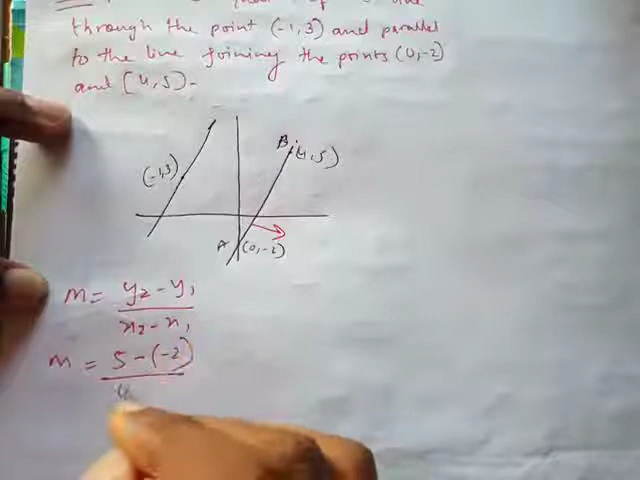 through the point (-1,3) and parallel
to the line joining the points (0,-2)
and (4,5).
B (4,5)
(-1,3)
A (0,-2)
m = y₂ - y₁
x₂ - x₁
m = 5 - (-2)